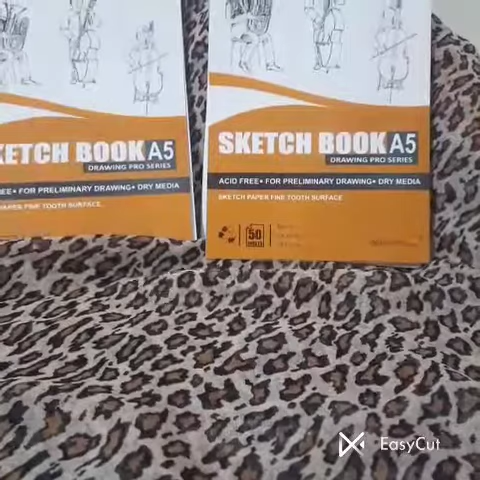 KETCH BOOK A5
DRAWING PRO SERIES
EE• FOR PRELIMINARY DRAWING• DRY MEDIA
PAPER FINE TOOTH SURFACE
SKETCH BOOK A5
DRAWING PRO SERIES
ACID FREE• FOR PRELIMINARY DRAWING• DRY MEDIA
SKETCH PAPER FINE TOOTH SURFACE
50
EasyCut